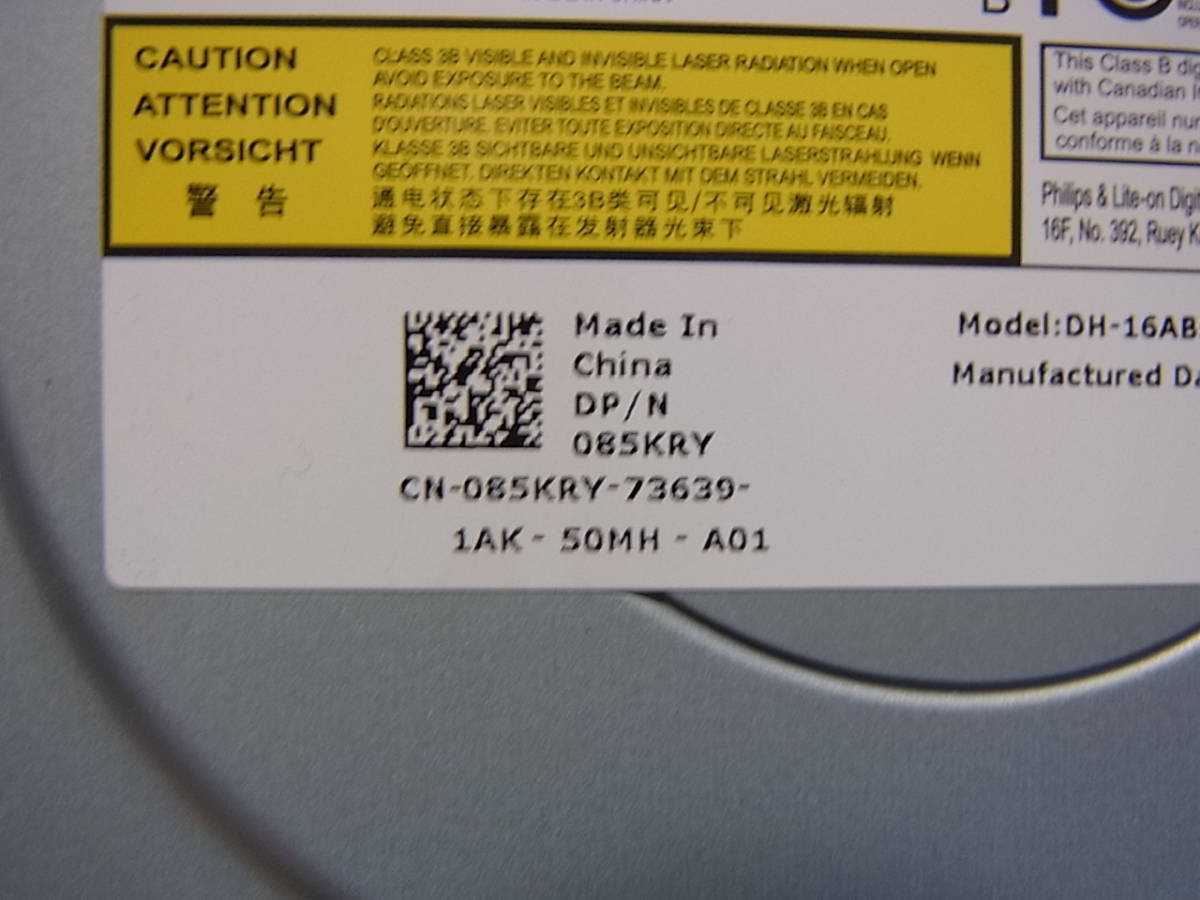 CAUTION
ATTENTION
VORSICHT
警 告
CLASS 3B VISIBLE AND INVISIBLE LASER RADIATION WHEN OPEN
AVOID EXPOSURE TO THE BEAM.
RADIATIONS LASER VISIBLES ET INVISIBLES DE CLASSE 3B EN CAS
D'OUVERTURE. EVITER TOUTE EXPOSITION DIRECTE AU FAISCEAU.
KLASSE 3B SICHTBARE UND UNSICHTBARE LASERSTRAHLUNG WENN
GEÖFFNET. DIREKTEN KONTAKT MIT DEM STRAHL VERMEIDEN.
通电状态下存在3B类可见/不可见激光辐射
避免直接暴露在发射器光束下
This Class B dig
with Canadian I
Cet appareil nu
conforme à la n
Philips & Lite-on Digi
16F, No. 392, Ruey K
Made In
China
DP/N
085KRY
CN-085KRY-73639-
1AK - 50MH - A01
Model:DH-16AB
Manufactured Da